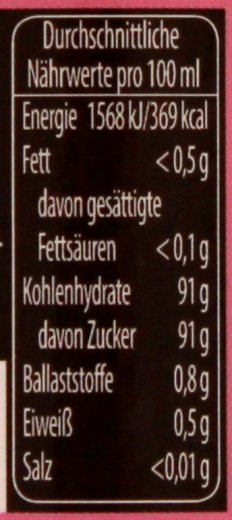 Durchschnittliche
Nährwerte pro 100 ml
Energie 1568 kJ/369 kcal
Fett <0,5 g
davon gesättigte
Fettsäuren <0,1 g
Kohlenhydrate 91 g
davon Zucker 91 g
Ballaststoffe 0,8 g
Eiweiß 0,5 g
Salz <0,01 g